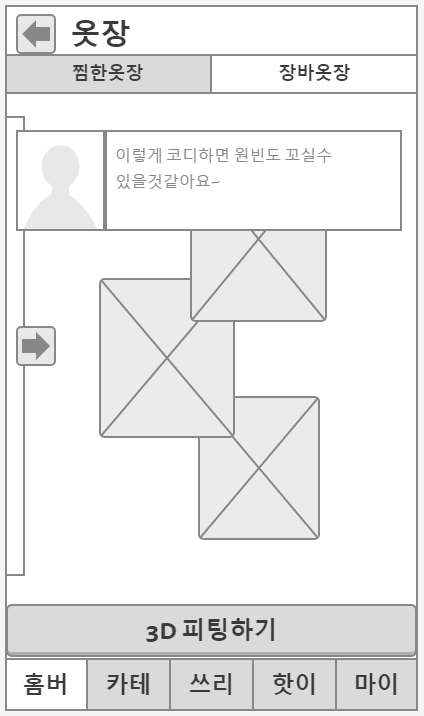 옷장
찜한옷장
장바옷장
이렇게 코디하면 원빈도 꼬실수
있을것같아요~
3D 피팅하기
홈버
카테
쓰리
핫이
마이